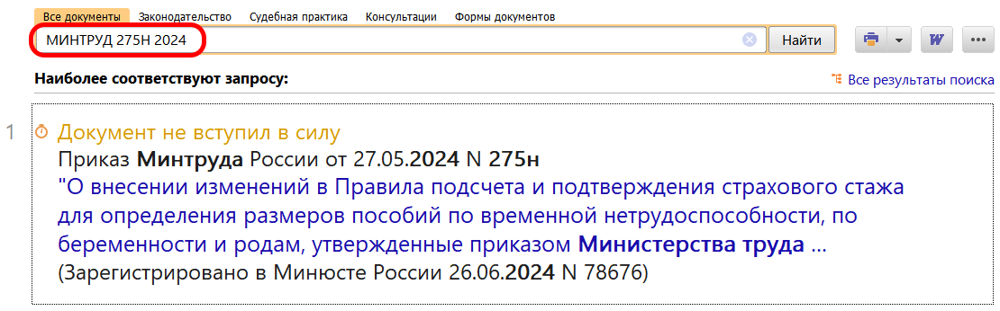 Все документы Законодательство Судебная практика Консультации Формы документов
МИНТРУД 275Н 2024 Найти W
Наиболее соответствуют запросу: Все результаты поиска
1 Документ не вступил в силу
Приказ Минтруда России от 27.05.2024 N 275н
"О внесении изменений в Правила подсчета и подтверждения страхового стажа
для определения размеров пособий по временной нетрудоспособности, по
беременности и родам, утвержденные приказом Министерства труда ...
(Зарегистрировано в Минюсте России 26.06.2024 N 78676)